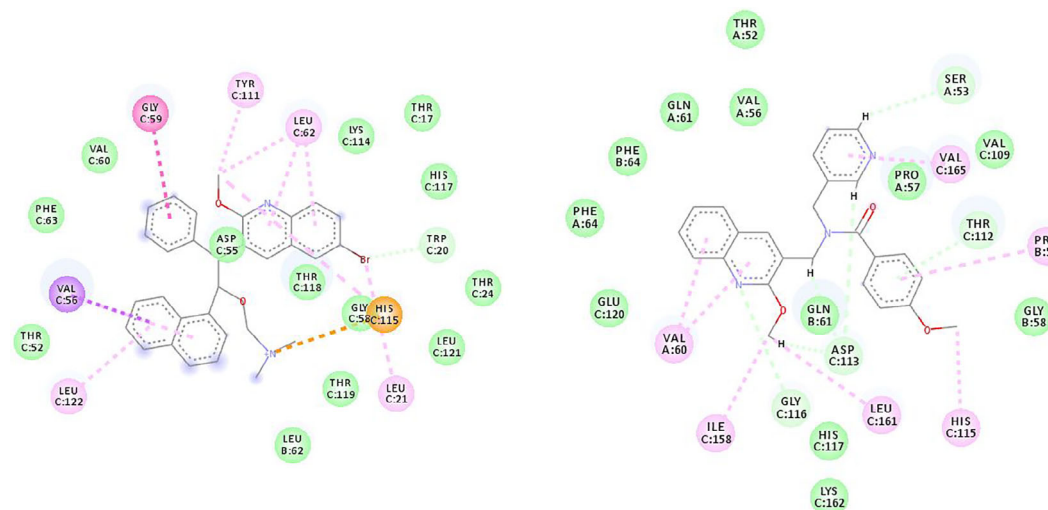 TYR
C:111
GLY
C:59
LEU
C:62
THR
C:17
LYS
C:114
VAL
C:60
HIS
C:117
O
N
PHE
C:63
ASP
C:55
TRP
C:20
Br
VAL
C:56
THR
C:118
THR
C:24
O
GLY
C:58
HIS
C:115
THR
C:52
LEU
C:121
N
THR
C:119
LEU
C:122
LEU
C:21
LEU
B:62
THR
A:52
SER
A:53
GLN
A:61
VAL
A:56
H
PHE
B:64
N
VAL
C:165
VAL
C:109
PRO
A:57
H
PHE
A:64
O
N
THR
C:112
PR
B:5
H
N
GLU
C:120
O
GLN
B:61
GLY
B:58
VAL
A:60
H
ASP
C:113
O
GLY
C:116
LEU
C:161
ILE
C:158
HIS
C:117
HIS
C:115
LYS
C:162